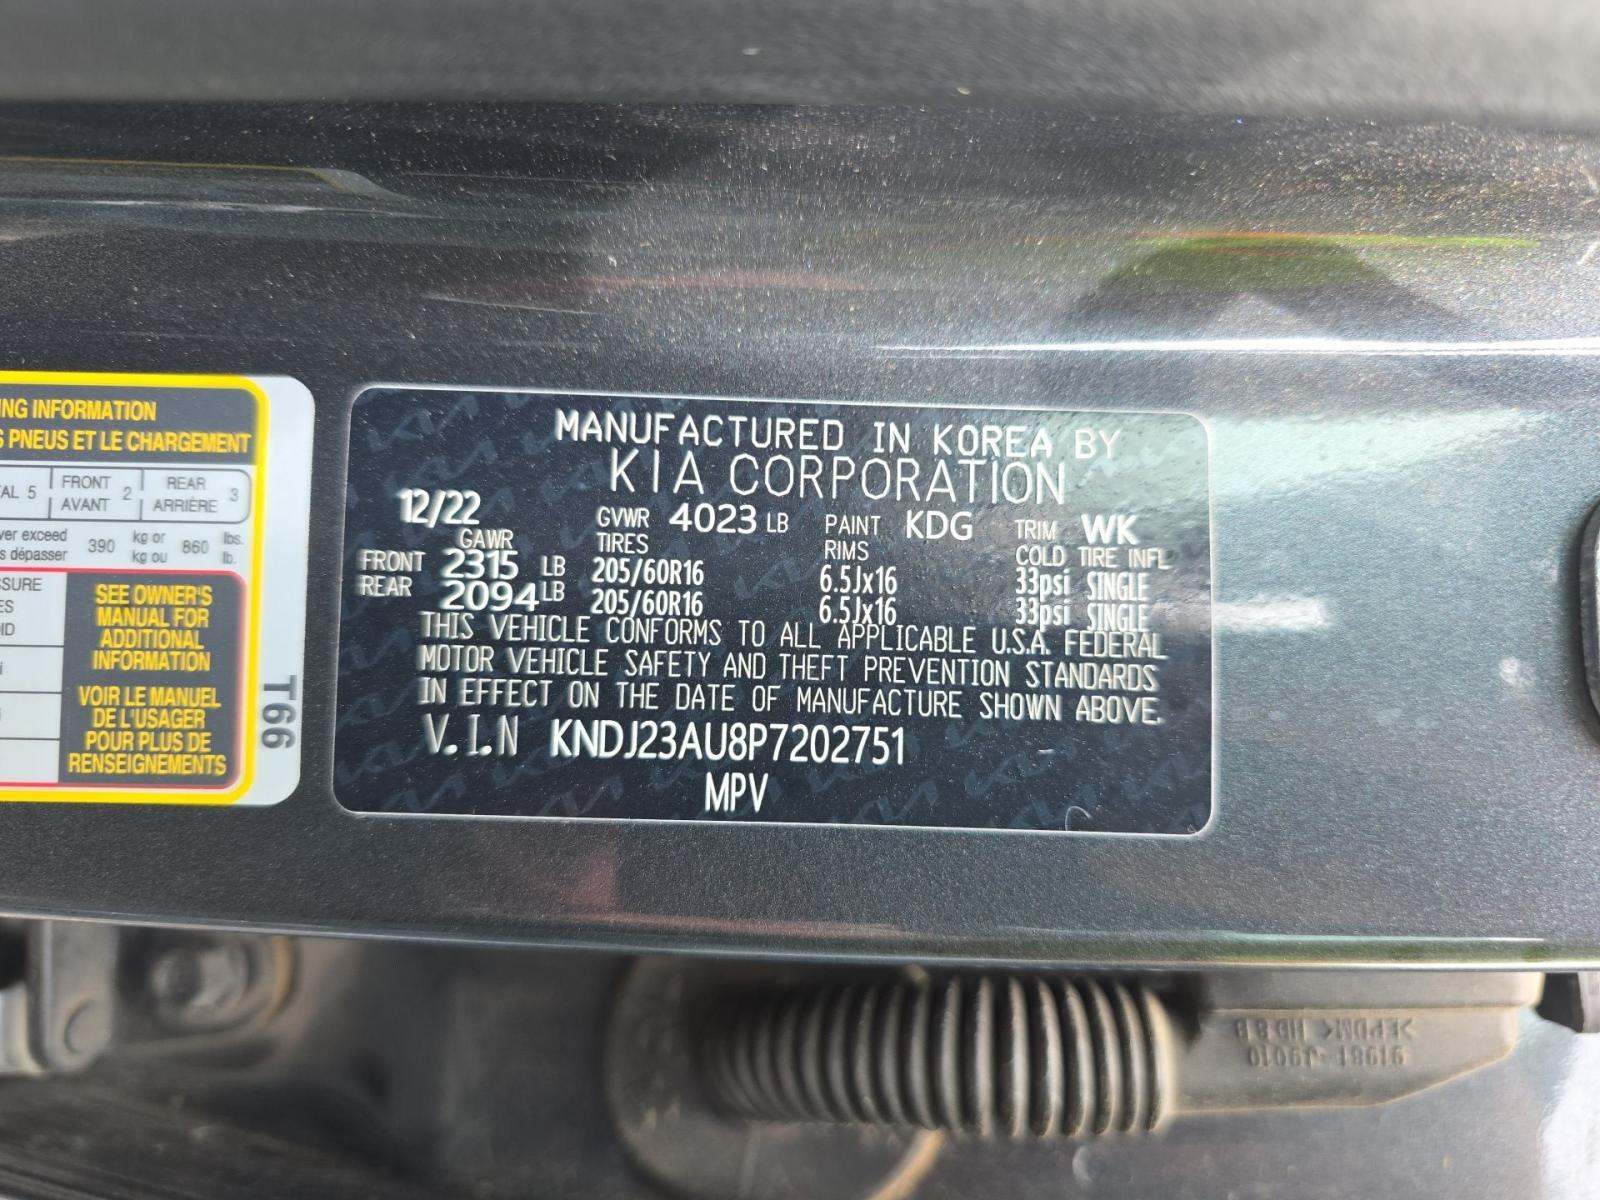 ING INFORMATION
S PNEUS ET LE CHARGEMENT
AL 5 FRONT AVANT 2 REAR ARRIÈRE 3
ver exceed kg or lbs.
s dépasser 390 kg ou 860 lb.
SSURE
ES
OID
SEE OWNER'S
MANUAL FOR
ADDITIONAL
INFORMATION
VOIR LE MANUEL
DE L'USAGER
POUR PLUS DE
RENSEIGNEMENTS
T66
MANUFACTURED IN KOREA BY
KIA CORPORATION
12/22 GVWR 4023 LB PAINT KDG TRIM WK
GAWR TIRES RIMS COLD TIRE INFL
FRONT 2315 LB 205/60R16 6.5Jx16 33psi SINGLE
REAR 2094 LB 205/60R16 6.5Jx16 33psi SINGLE
THIS VEHICLE CONFORMS TO ALL APPLICABLE U.S.A. FEDERAL
MOTOR VEHICLE SAFETY AND THEFT PREVENTION STANDARDS
IN EFFECT ON THE DATE OF MANUFACTURE SHOWN ABOVE.
V.I.N KNDJ23AU8P7202751
MPV
91981-J9010
>EPDM<